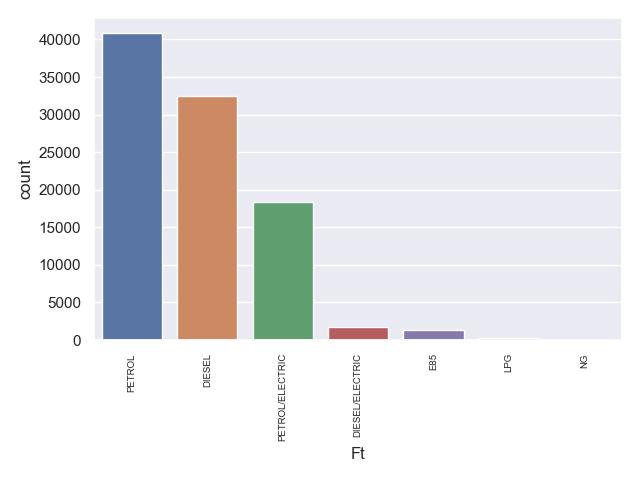 40000
35000
30000
25000
20000
15000
10000
5000
0
count
PETROL
DIESEL
PETROL/ELECTRIC
DIESEL/ELECTRIC
E85
LPG
NG
Ft